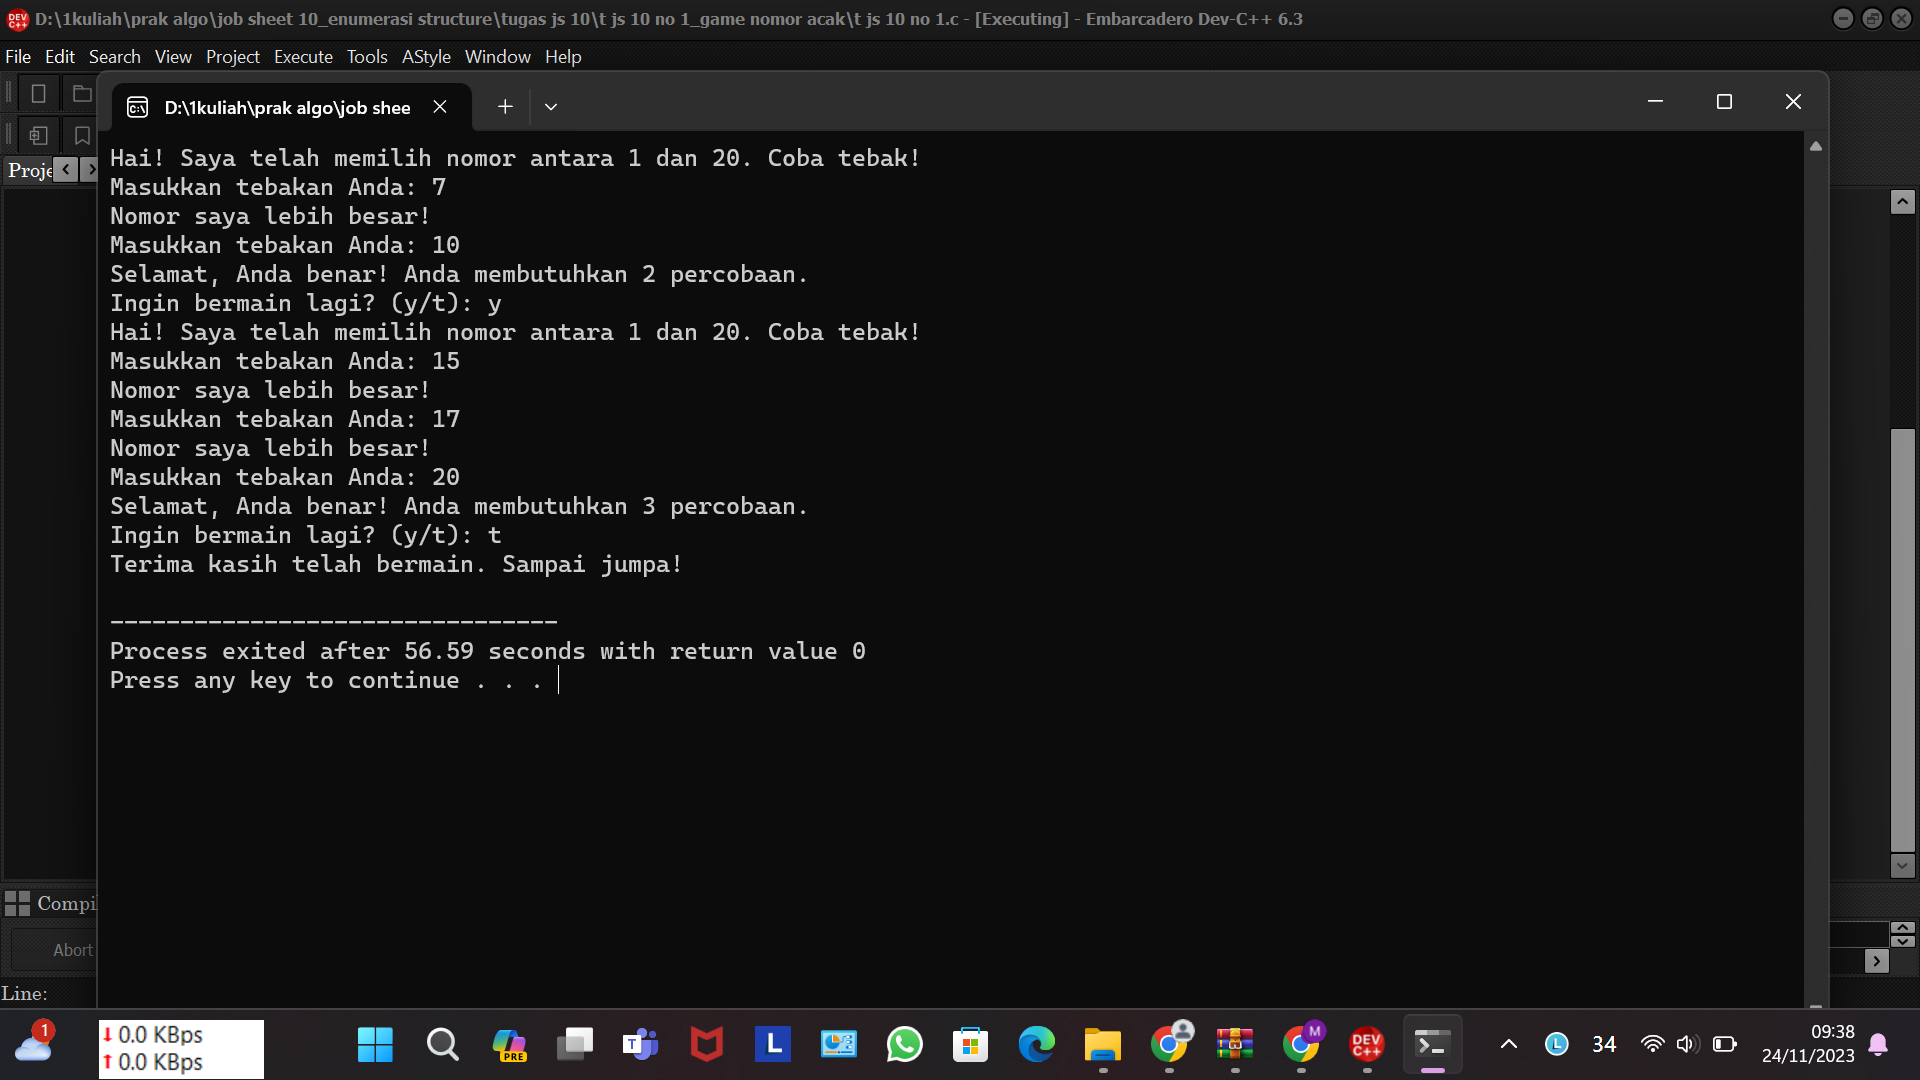 D:\1kuliah\prak algo\job sheet 10_enumerasi structure\tugas js 10\t js 10 no 1_game nomor acak\t js 10 no 1.c - [Executing] - Embarcadero Dev-C++ 6.3
File Edit Search View Project Execute Tools AStyle Window Help
D:\1kuliah\prak algo\job shee
Proje
Hai! Saya telah memilih nomor antara 1 dan 20. Coba tebak!
Masukkan tebakan Anda: 7
Nomor saya lebih besar!
Masukkan tebakan Anda: 10
Selamat, Anda benar! Anda membutuhkan 2 percobaan.
Ingin bermain lagi? (y/t): y
Hai! Saya telah memilih nomor antara 1 dan 20. Coba tebak!
Masukkan tebakan Anda: 15
Nomor saya lebih besar!
Masukkan tebakan Anda: 17
Nomor saya lebih besar!
Masukkan tebakan Anda: 20
Selamat, Anda benar! Anda membutuhkan 3 percobaan.
Ingin bermain lagi? (y/t): t
Terima kasih telah bermain. Sampai jumpa!
--------------------------------
Process exited after 56.59 seconds with return value 0
Press any key to continue . . .
Compil
Abort
Line:
1
0.0 KBps
0.0 KBps
PRE
T
L
M
DEV C++
L
34
09:38
24/11/2023